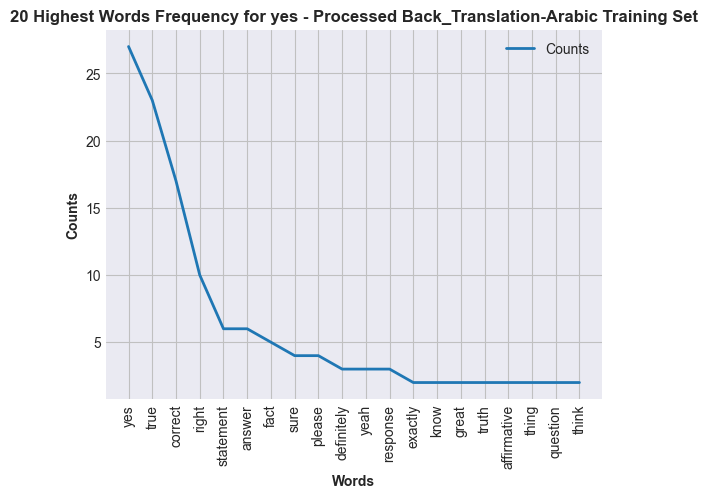 20 Highest Words Frequency for yes - Processed Back_Translation-Arabic Training Set
Counts
25
20
15
10
5
Counts
yes
true
correct
right
statement
answer
fact
sure
please
definitely
yeah
response
exactly
know
great
truth
affirmative
thing
question
think
Words